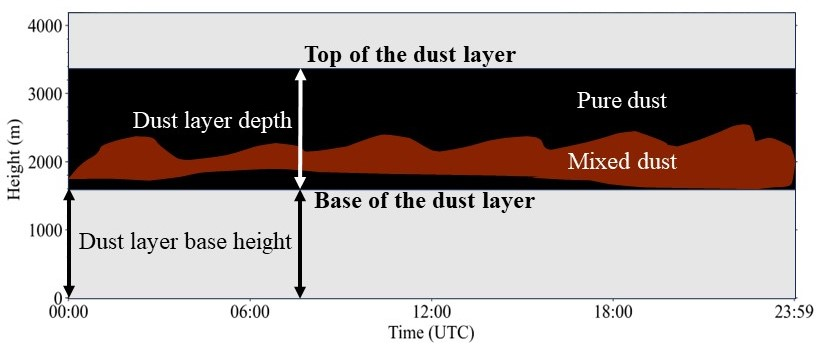 4000
Top of the dust layer
3000
Pure dust
Dust layer depth
Height (m)
2000
Mixed dust
Base of the dust layer
1000
Dust layer base height
0
00:00
06:00
12:00
18:00
23:59
Time (UTC)